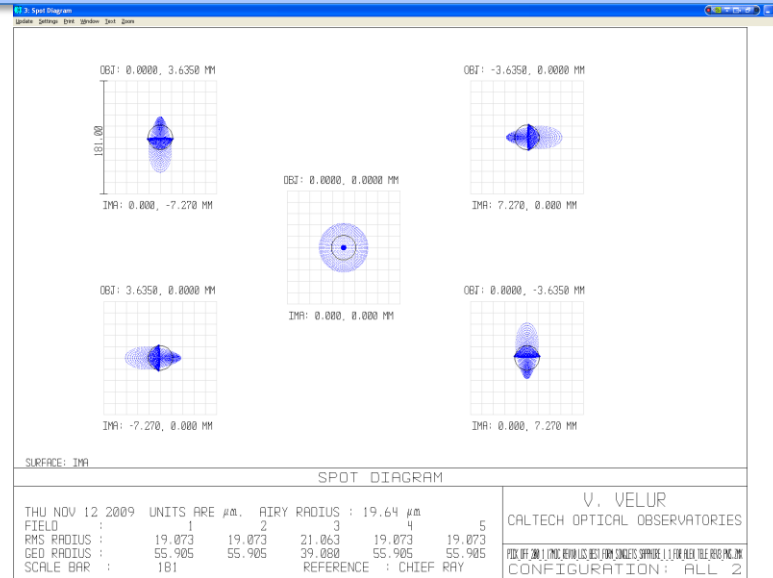 3: Spot Diagram
Update Settings Print Window Text Zoom
OBJ: 0.0000, 3.6350 MM
OBJ: -3.6350, 0.0000 MM
181.00
IMA: 0.000, -7.270 MM
IMA: 7.270, 0.000 MM
OBJ: 0.0000, 0.0000 MM
IMA: 0.000, 0.000 MM
OBJ: 3.6350, 0.0000 MM
OBJ: 0.0000, -3.6350 MM
IMA: -7.270, 0.000 MM
IMA: 0.000, 7.270 MM
SURFACE: IMA
SPOT DIAGRAM
THU NOV 12 2009 UNITS ARE µm. AIRY RADIUS : 19.64 µm
FIELD : 1 2 3 4 5
RMS RADIUS : 19.073 19.073 21.063 19.073 19.073
GEO RADIUS : 55.905 55.905 39.080 55.905 55.905
SCALE BAR : 181 REFERENCE : CHIEF RAY
V. VELUR
CALTECH OPTICAL OBSERVATORIES
CONFIGURATION: ALL 2